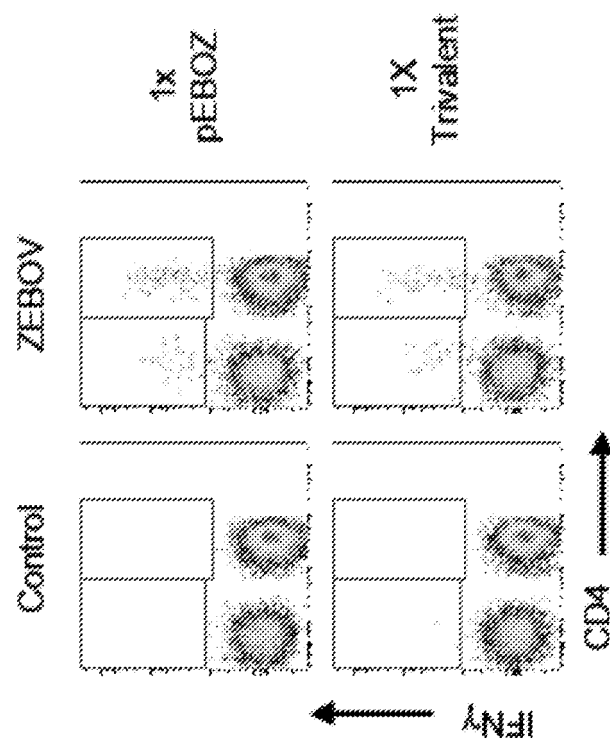 Control
ZEBOV
1x
pEBOZ
1X
Trivalent
IFNγ
CD4